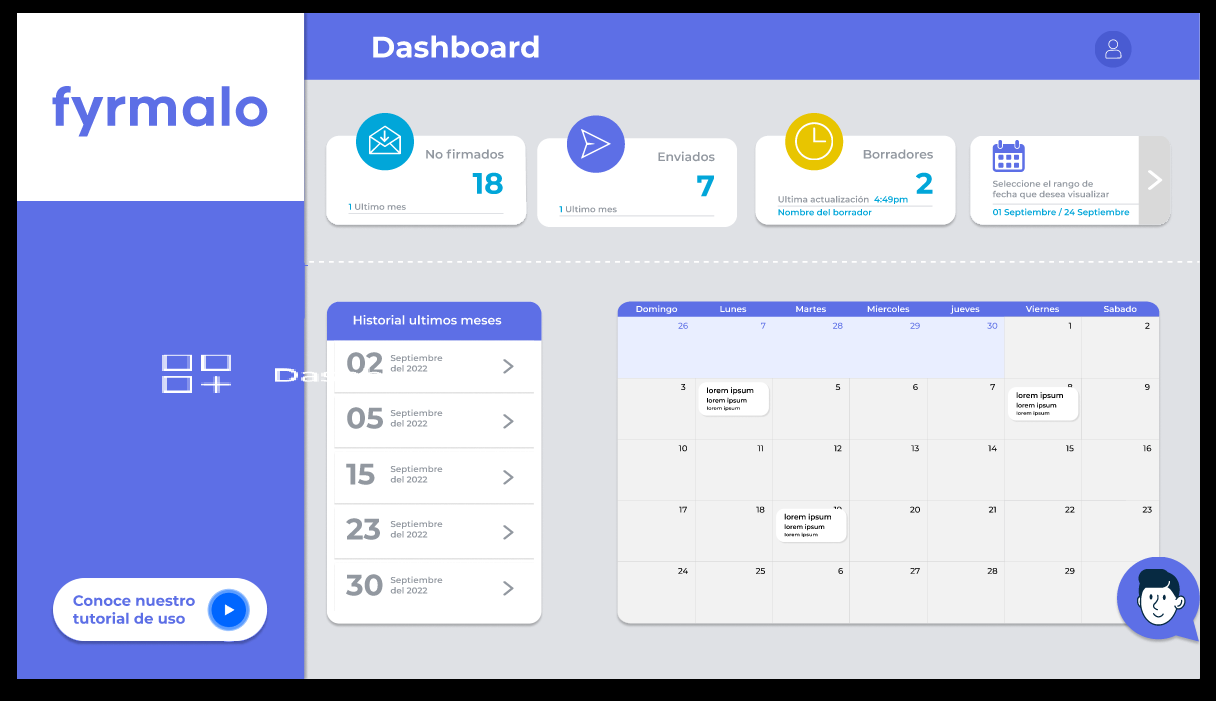 fyrmalo
Dashboard
No firmados
18
1 Ultimo mes
Enviados
7
1 Ultimo mes
Borradores
2
Ultima actualización 4:49pm
Nombre del borrador
Seleccione el rango de
fecha que desea visualizar
01 Septiembre / 24 Septiembre
Historial ultimos meses
02 Septiembre
del 2022
05 Septiembre
del 2022
15 Septiembre
del 2022
23 Septiembre
del 2022
30 Septiembre
del 2022
Conoce nuestro
tutorial de uso
Domingo Lunes Martes Miercoles jueves Viernes Sabado
26 7 28 29 30 1 2
3 5 6 7 8 9
lorem ipsum
lorem ipsum
lorem ipsum
lorem ipsum
lorem ipsum
lorem ipsum
10 11 12 13 14 15 16
17 18 19 20 21 22 23
lorem ipsum
lorem ipsum
lorem ipsum
24 25 6 27 28 29